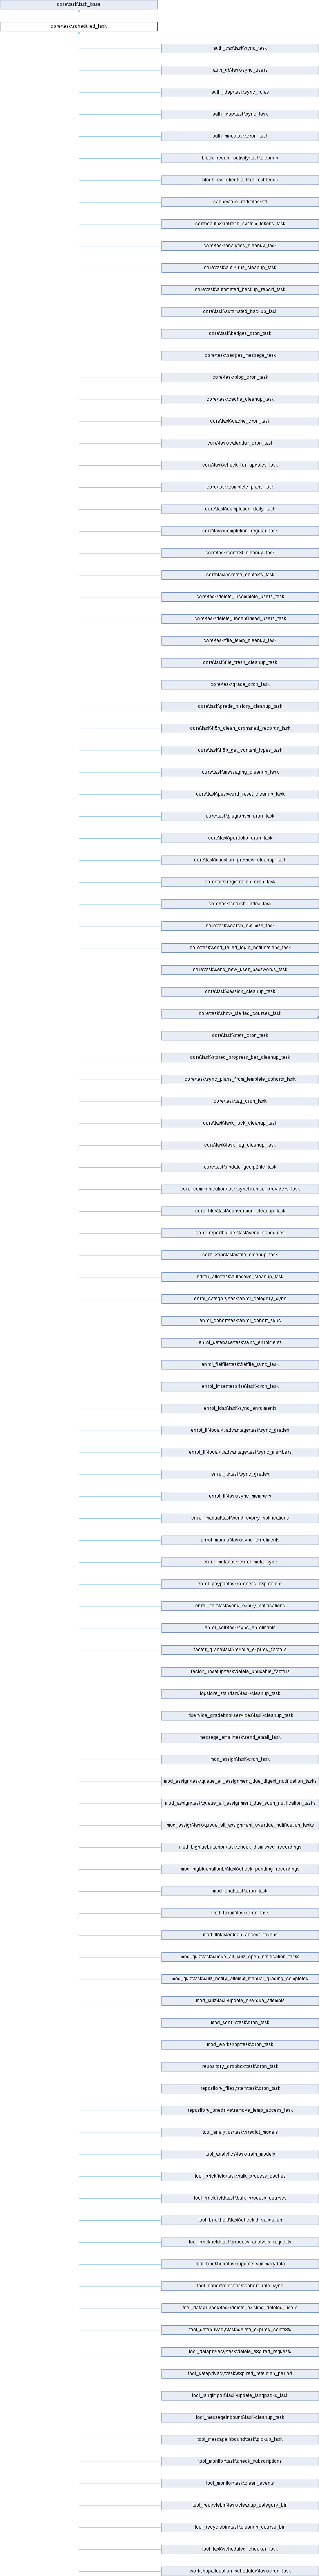 core\task\task_base
core\task\scheduled_task
auth_cas\task\sync_task
auth_db\task\sync_users
auth_ldap\task\sync_roles
auth_ldap\task\sync_task
auth_mnet\task\cron_task
block_recent_activity\task\cleanup
block_rss_client\task\refreshfeeds
cachestore_redis\task\ttl
core\oauth2\refresh_system_tokens_task
core\task\analytics_cleanup_task
core\task\antivirus_cleanup_task
core\task\automated_backup_report_task
core\task\automated_backup_task
core\task\badges_cron_task
core\task\badges_message_task
core\task\blog_cron_task
core\task\cache_cleanup_task
core\task\cache_cron_task
core\task\calendar_cron_task
core\task\check_for_updates_task
core\task\complete_plans_task
core\task\completion_daily_task
core\task\completion_regular_task
core\task\context_cleanup_task
core\task\create_contexts_task
core\task\delete_incomplete_users_task
core\task\delete_unconfirmed_users_task
core\task\file_temp_cleanup_task
core\task\file_trash_cleanup_task
core\task\grade_cron_task
core\task\grade_history_cleanup_task
core\task\h5p_clean_orphaned_records_task
core\task\h5p_get_content_types_task
core\task\messaging_cleanup_task
core\task\password_reset_cleanup_task
core\task\plagiarism_cron_task
core\task\portfolio_cron_task
core\task\question_preview_cleanup_task
core\task\registration_cron_task
core\task\search_index_task
core\task\search_optimize_task
core\task\send_failed_login_notifications_task
core\task\send_new_user_passwords_task
core\task\session_cleanup_task
core\task\show_started_courses_task
core\task\stats_cron_task
core\task\stored_progress_bar_cleanup_task
core\task\sync_plans_from_template_cohorts_task
core\task\tag_cron_task
core\task\task_lock_cleanup_task
core\task\task_log_cleanup_task
core\task\update_geoip2file_task
core_communication\task\synchronise_providers_task
core_files\task\conversion_cleanup_task
core_reportbuilder\task\send_schedules
core_xapi\task\state_cleanup_task
editor_atto\task\autosave_cleanup_task
enrol_category\task\enrol_category_sync
enrol_cohort\task\enrol_cohort_sync
enrol_database\task\sync_enrolments
enrol_flatfile\task\flatfile_sync_task
enrol_imsenterprise\task\cron_task
enrol_ldap\task\sync_enrolments
enrol_lti\local\ltiadvantage\task\sync_grades
enrol_lti\local\ltiadvantage\task\sync_members
enrol_lti\task\sync_grades
enrol_lti\task\sync_members
enrol_manual\task\send_expiry_notifications
enrol_manual\task\sync_enrolments
enrol_meta\task\enrol_meta_sync
enrol_paypal\task\process_expirations
enrol_self\task\send_expiry_notifications
enrol_self\task\sync_enrolments
factor_grace\task\revoke_expired_factors
factor_nosetup\task\delete_unusable_factors
logstore_standard\task\cleanup_task
ltiservice_gradebookservices\task\cleanup_task
message_email\task\send_email_task
mod_assign\task\cron_task
mod_assign\task\queue_all_assignment_due_digest_notification_tasks
mod_assign\task\queue_all_assignment_due_soon_notification_tasks
mod_assign\task\queue_all_assignment_overdue_notification_tasks
mod_bigbluebuttonbn\task\check_dismissed_recordings
mod_bigbluebuttonbn\task\check_pending_recordings
mod_chat\task\cron_task
mod_forum\task\cron_task
mod_lti\task\clean_access_tokens
mod_quiz\task\queue_all_quiz_open_notification_tasks
mod_quiz\task\quiz_notify_attempt_manual_grading_completed
mod_quiz\task\update_overdue_attempts
mod_scorm\task\cron_task
mod_workshop\task\cron_task
repository_dropbox\task\cron_task
repository_filesystem\task\cron_task
repository_onedrive\remove_temp_access_task
tool_analytics\task\predict_models
tool_analytics\task\train_models
tool_brickfield\task\bulk_process_caches
tool_brickfield\task\bulk_process_courses
tool_brickfield\task\checkid_validation
tool_brickfield\task\process_analysis_requests
tool_brickfield\task\update_summarydata
tool_cohortroles\task\cohort_role_sync
tool_dataprivacy\task\delete_existing_deleted_users
tool_dataprivacy\task\delete_expired_contexts
tool_dataprivacy\task\delete_expired_requests
tool_dataprivacy\task\expired_retention_period
tool_langimport\task\update_langpacks_task
tool_messageinbound\task\cleanup_task
tool_messageinbound\task\pickup_task
tool_monitor\task\check_subscriptions
tool_monitor\task\clean_events
tool_recyclebin\task\cleanup_category_bin
tool_recyclebin\task\cleanup_course_bin
tool_task\scheduled_checker_task
workshopallocation_scheduled\task\cron_task